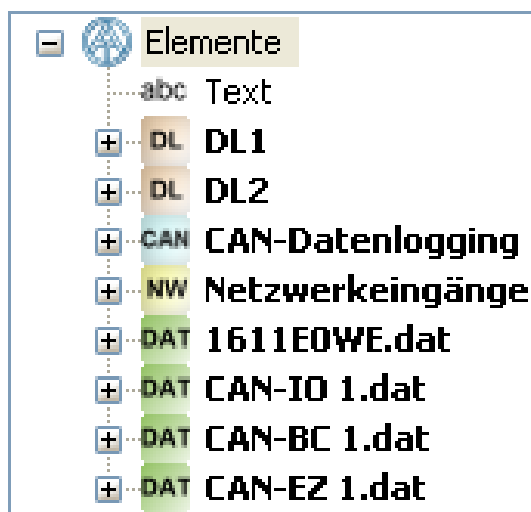 Elemente
abc Text
DL DL1
DL DL2
CAN CAN-Datenlogging
NW Netzwerkeingänge
DAT 1611E0WE.dat
DAT CAN-IO 1.dat
DAT CAN-BC 1.dat
DAT CAN-EZ 1.dat